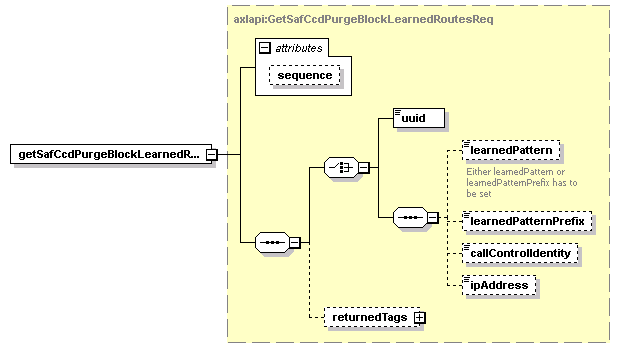 axlapi:GetSafCcdPurgeBlockLearnedRoutesReq
attributes
sequence
uuid
getSafCcdPurgeBlockLearnedR...
learnedPattern
Either learnedPattern or
learnedPatternPrefix has to
be set
learnedPatternPrefix
callControlIdentity
ipAddress
returnedTags